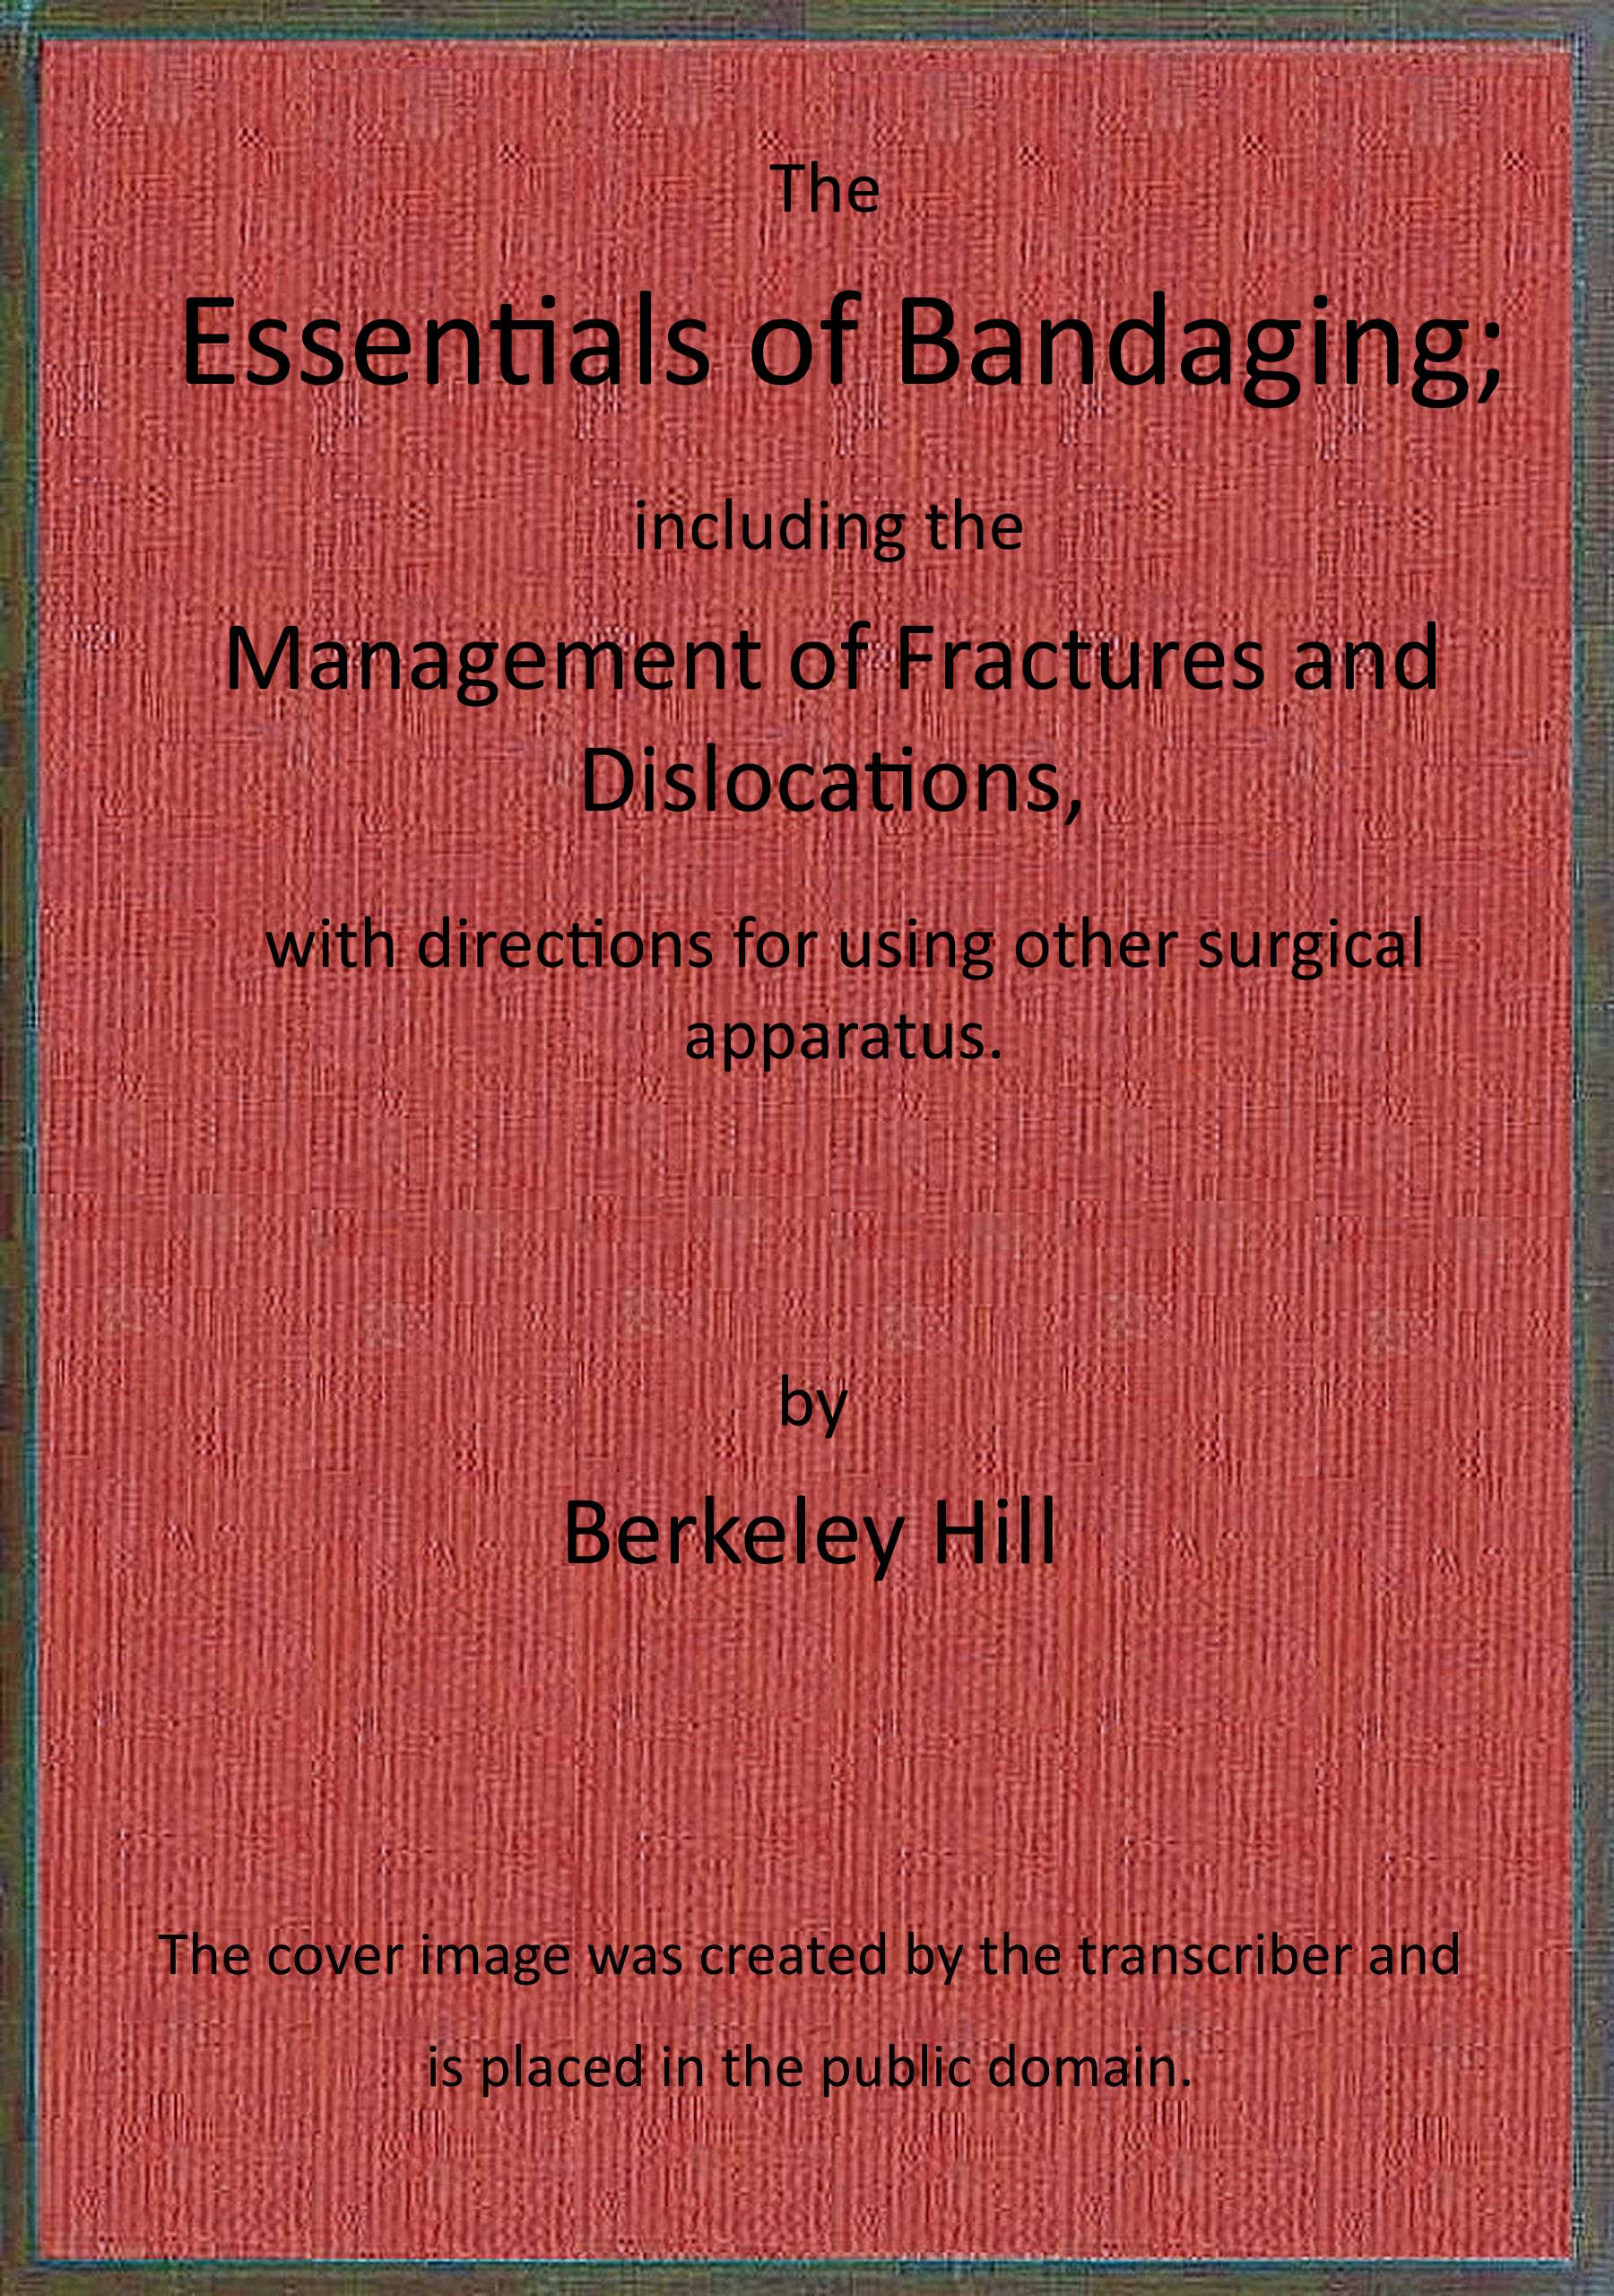 The
Essentials of Bandaging;
including the
Management of Fractures and
Dislocations,
with directions for using other surgical
apparatus.
by
Berkeley Hill
The cover image was created by the transcriber and
is placed in the public domain.